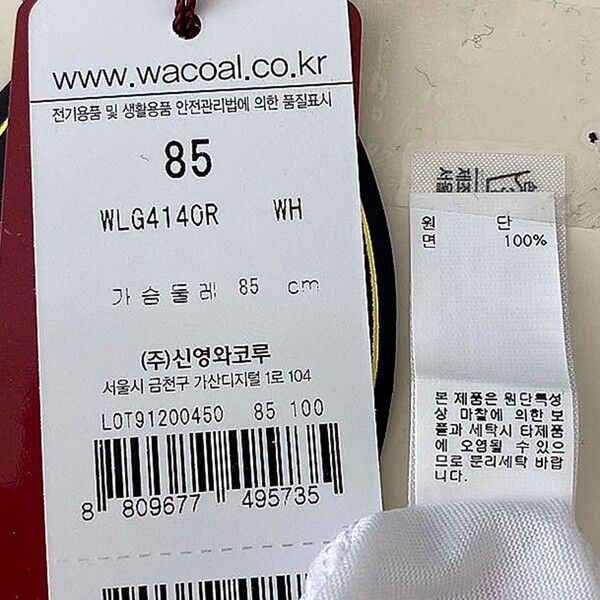 www.wacoal.co.kr
전기용품 및 생활용품 안전관리법에 의한 품질표시
85
WLG4140R WH
가슴둘레 85 cm
(주)신영와코루
서울시 금천구 가산디지털 1로 104
LOT91200450 85 100
8 809677 495735
원 단
면 100%
본 제품은 원단특성
상 마찰에 의한 보
풀과 세탁시 타제품
에 오염될 수 있으
므로 분리세탁 바랍
니다.